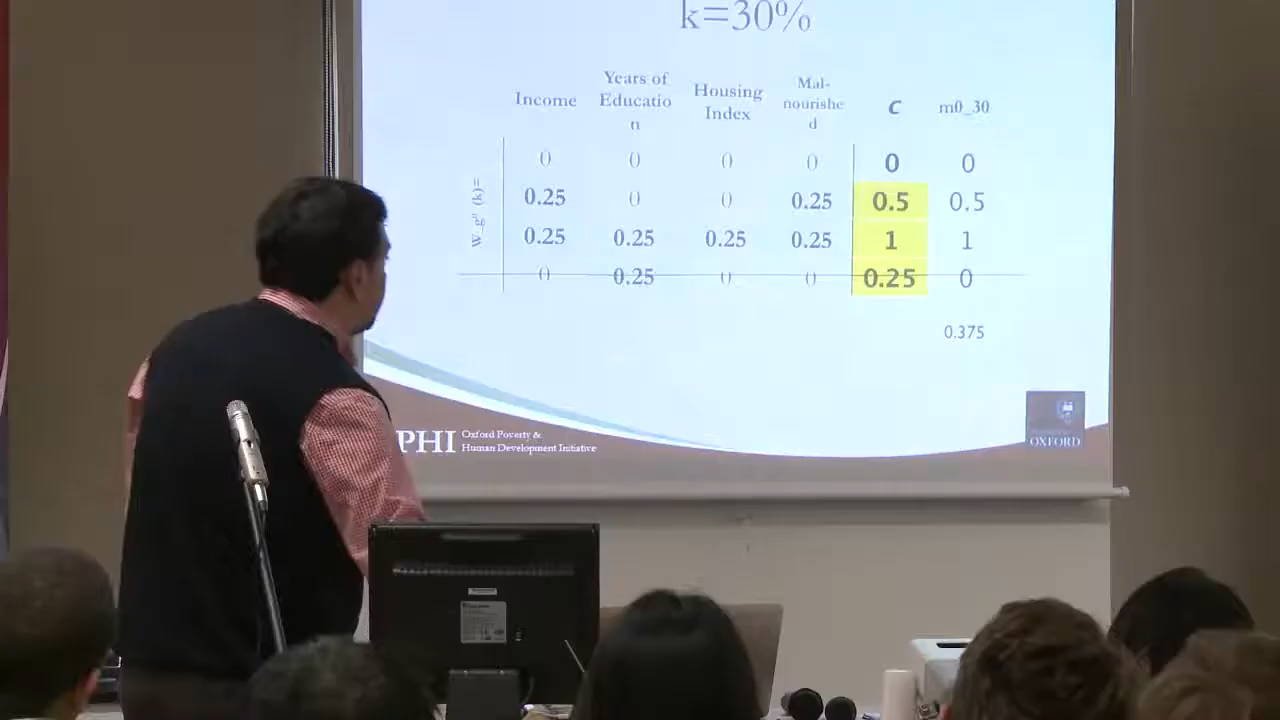 k=30%
Income Years of Educatio n Housing Index Mal- nourishe d C m0_30
0 0 0 0 0 0
0.25 0 0 0.25 0.5 0.5
0.25 0.25 0.25 0.25 1 1
0 0.25 0 0 0.25 0
0.375
PHI Oxford Poverty &
Human Development Initiative
OXFORD